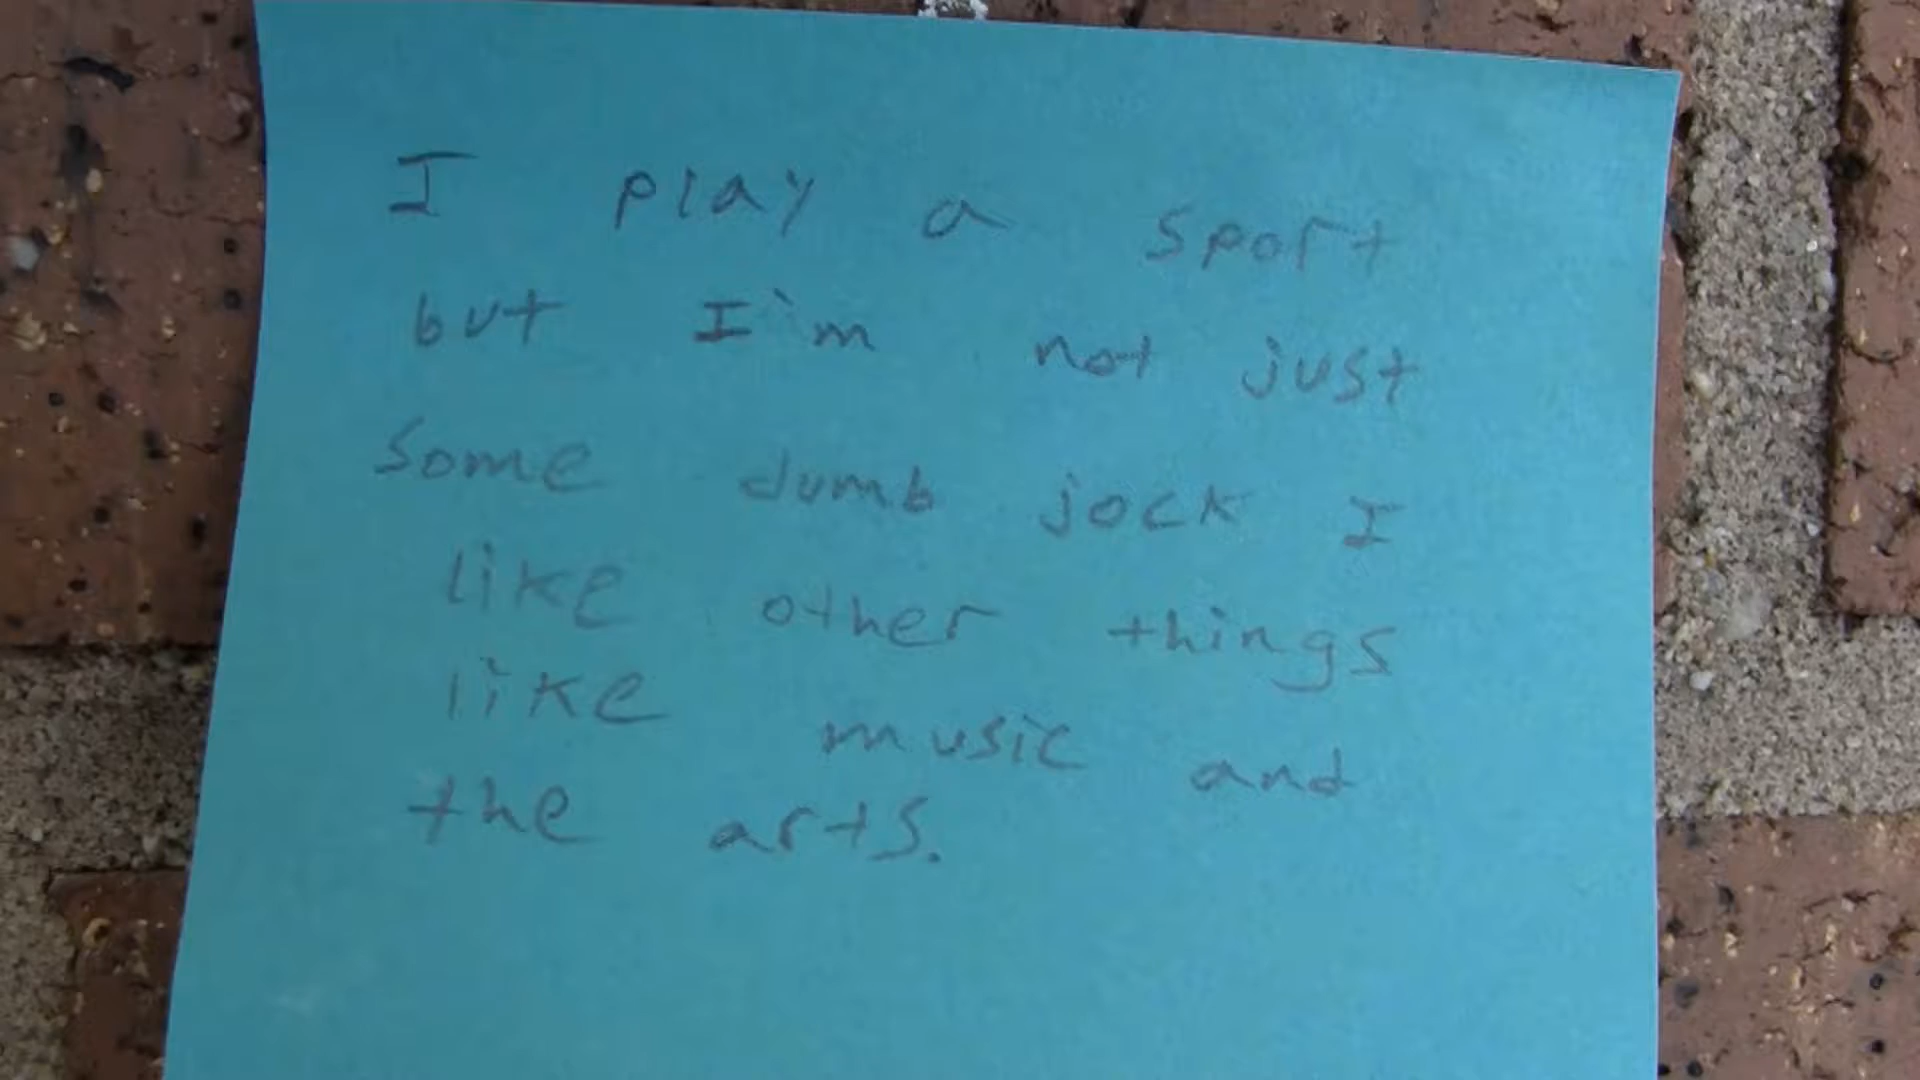 I play a sport
but I'm not just
some dumb jock I
like other things
like music and
the arts.